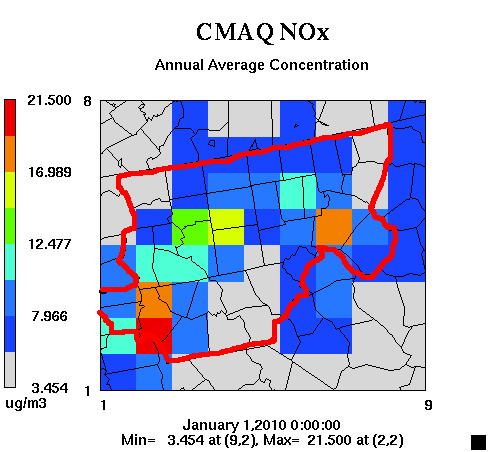 CMAQ NOx
Annual Average Concentration
21.500
16.989
12.477
7.966
3.454
ug/m3
8
1
1
9
January 1,2010 0:00:00
Min= 3.454 at (9,2), Max= 21.500 at (2,2)